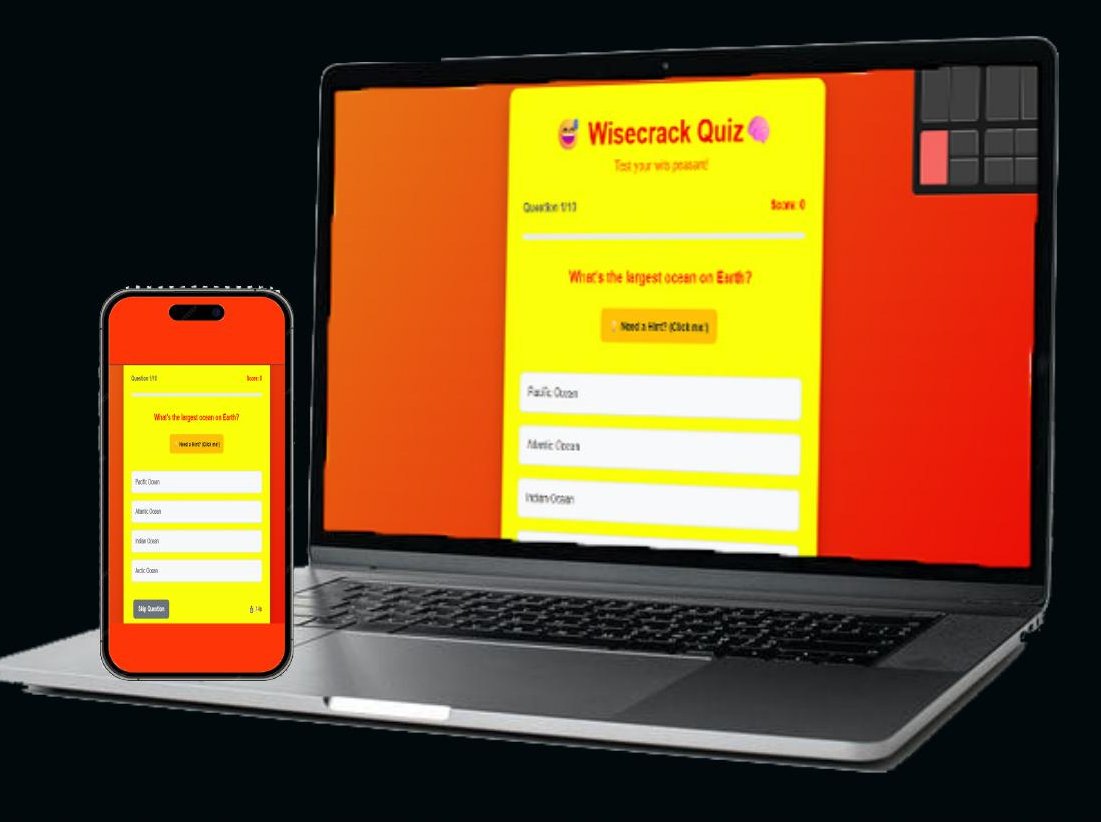 Wisecrack Quiz
Test your wits peasant!
Question 1/10
Score: 0
What's the largest ocean on Earth?
Need a Hint? (Click me!)
Pacific Ocean
Atlantic Ocean
Indian Ocean
Question 1/10
Score: 0
What's the largest ocean on Earth?
Need a Hint? (Click me!)
Pacific Ocean
Atlantic Ocean
Indian Ocean
Arctic Ocean
Skip Question